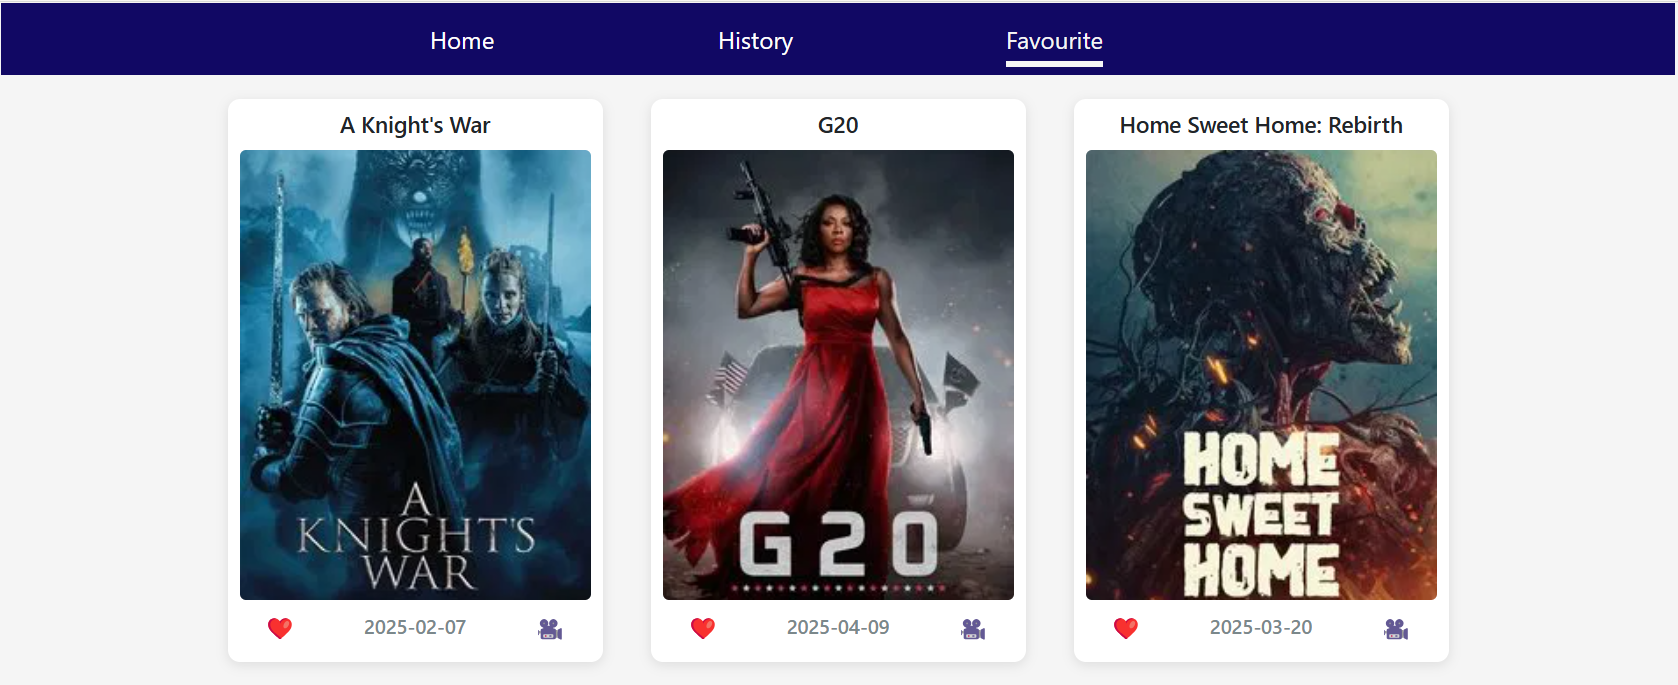 Home
History
Favourite
A Knight's War
A
KNIGHT'S
WAR
2025-02-07
G20
G20
2025-04-09
Home Sweet Home: Rebirth
HOME
SWEET
HOME
2025-03-20